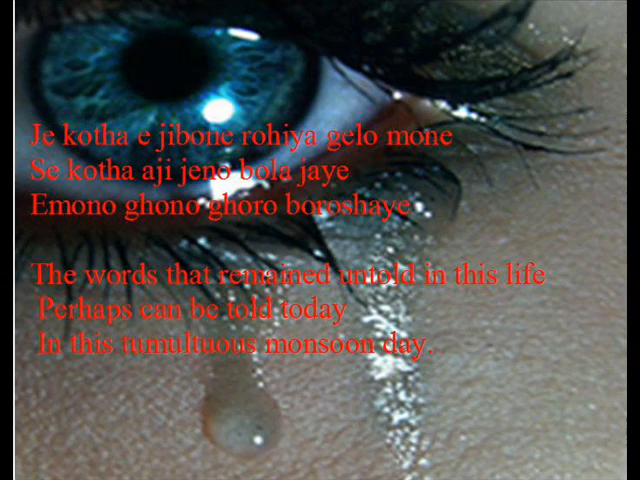 Je kotha e jibone rohiya gelo mone
Se kotha aji jeno bola jaye
Emono ghono ghoro boroshaye
The words that remained untold in this life
Perhaps can be told today
In this tumultuous monsoon day.